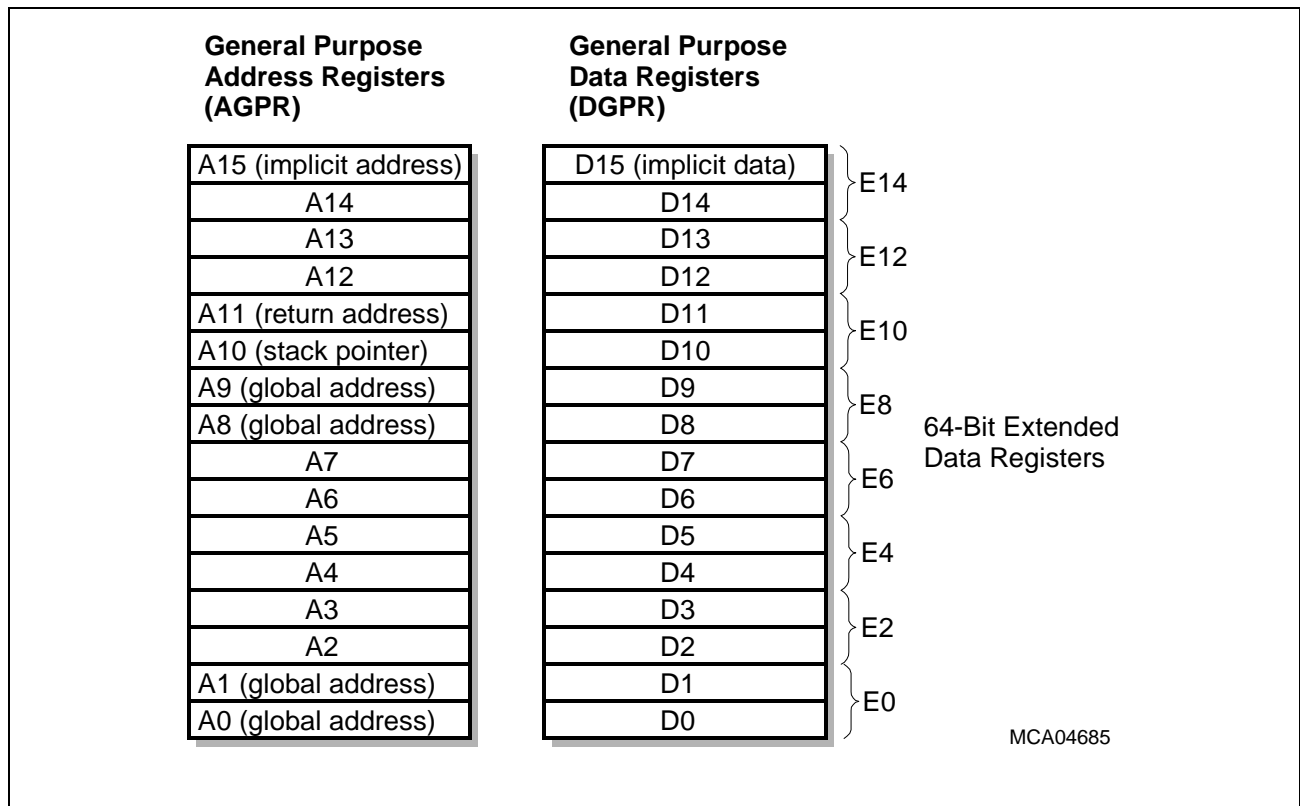 General Purpose
Address Registers
(AGPR)
General Purpose
Data Registers
(DGPR)
A15 (implicit address)
A14
A13
A12
A11 (return address)
A10 (stack pointer)
A9 (global address)
A8 (global address)
A7
A6
A5
A4
A3
A2
A1 (global address)
A0 (global address)
D15 (implicit data)
D14
D13
D12
D11
D10
D9
D8
D7
D6
D5
D4
D3
D2
D1
D0
E14
E12
E10
E8
E6
E4
E2
E0
64-Bit Extended
Data Registers
MCA04685